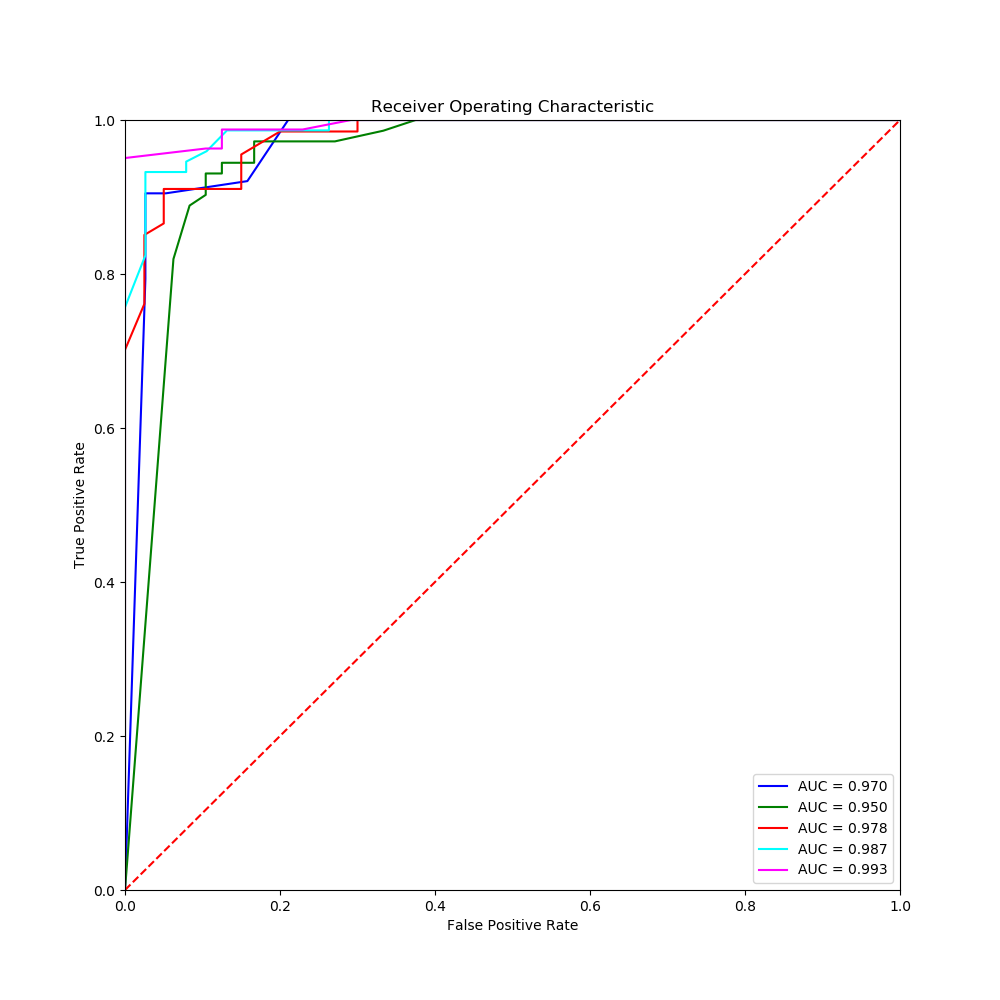 Receiver Operating Characteristic
1.0
0.8
0.6
0.4
0.2
0.0
True Positive Rate
0.0 0.2 0.4 0.6 0.8 1.0
False Positive Rate
AUC = 0.970
AUC = 0.950
AUC = 0.978
AUC = 0.987
AUC = 0.993